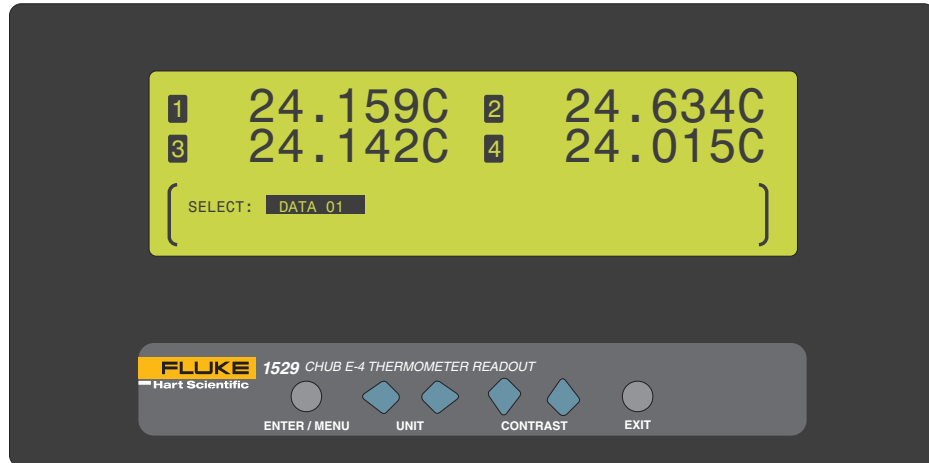 1 24.159C 2 24.634C
3 24.142C 4 24.015C
SELECT: DATA 01
FLUKE 1529 CHUB E-4 THERMOMETER READOUT
Hart Scientific
ENTER / MENU UNIT CONTRAST EXIT